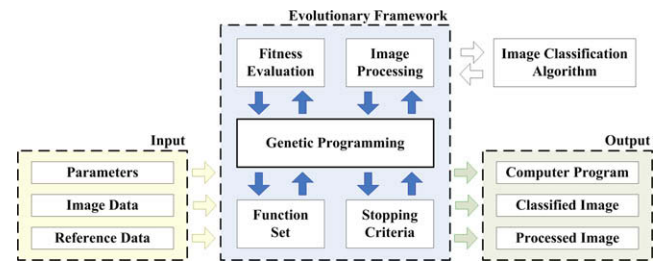 Evolutionary Framework
Fitness
Evaluation
Image
Processing
Image Classification
Algorithm
Genetic Programming
Input
Parameters
Image Data
Reference Data
Function
Set
Stopping
Criteria
Output
Computer Program
Classified Image
Processed Image